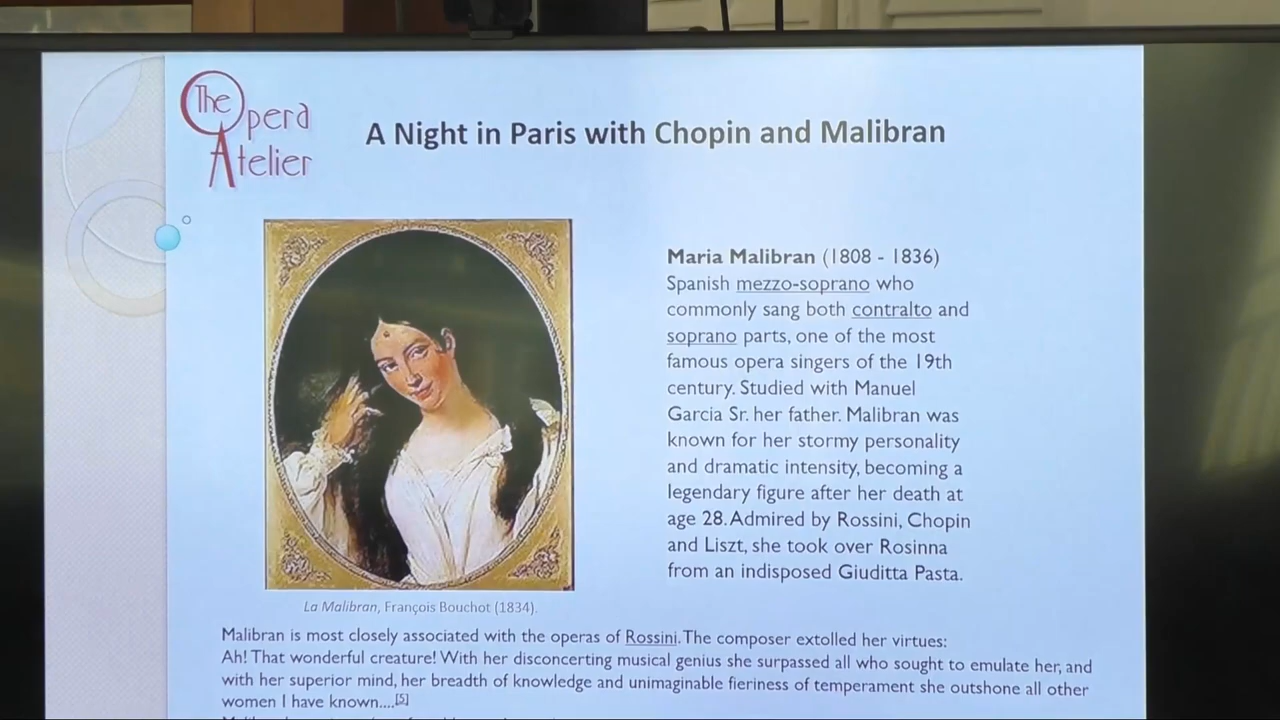 The Opera Atelier
A Night in Paris with Chopin and Malibran
Maria Malibran (1808 - 1836)
Spanish mezzo-soprano who
commonly sang both contralto and
soprano parts, one of the most
famous opera singers of the 19th
century. Studied with Manuel
Garcia Sr. her father. Malibran was
known for her stormy personality
and dramatic intensity, becoming a
legendary figure after her death at
age 28. Admired by Rossini, Chopin
and Liszt, she took over Rosinna
from an indisposed Giuditta Pasta.
La Malibran, François Bouchot (1834).
Malibran is most closely associated with the operas of Rossini. The composer extolled her virtues:
Ah! That wonderful creature! With her disconcerting musical genius she surpassed all who sought to emulate her, and
with her superior mind, her breadth of knowledge and unimaginable fieriness of temperament she outshone all other
women I have known....[5]